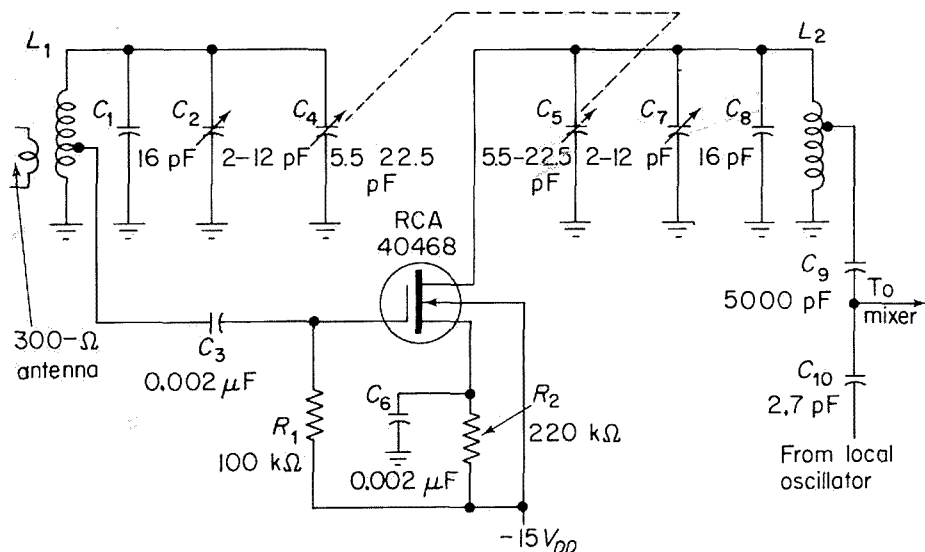 L1
L2
C1
16 pF
C2
2–12 pF
C4
5.5 22.5
pF
C5
5.5–22.5
pF
C7
2–12 pF
C8
16 pF
RCA
40468
C9
5000 pF
To
mixer
300-Ω
antenna
C3
0.002 μF
C6
0.002 μF
R1
100 kΩ
R2
220 kΩ
C10
2.7 pF
From local
oscillator
-15VDD